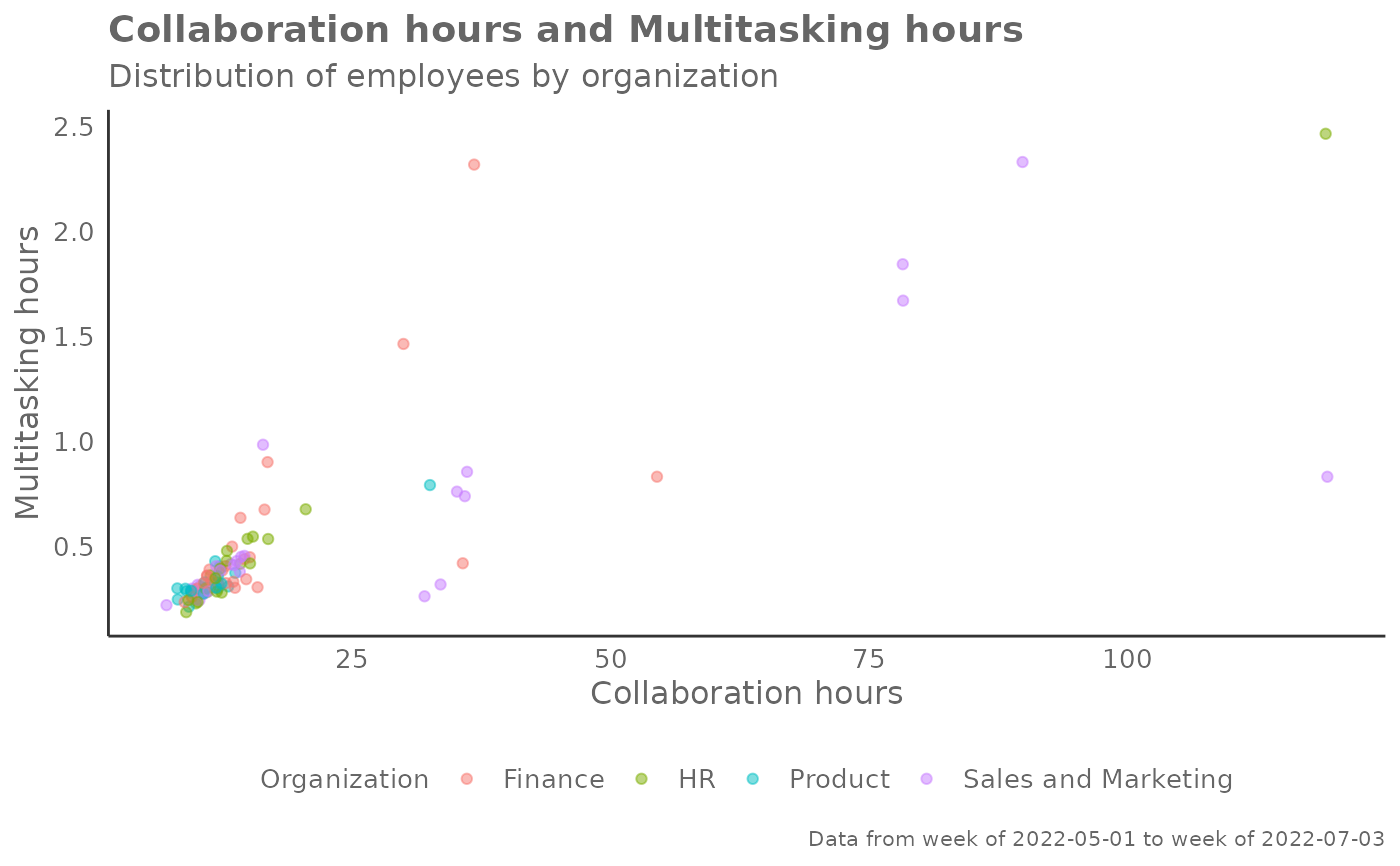 Collaboration hours and Multitasking hours
Distribution of employees by organization
2.5
2.0
1.5
1.0
0.5
Multitasking hours
25 50 75 100
Collaboration hours
Organization Finance HR Product Sales and Marketing
Data from week of 2022-05-01 to week of 2022-07-03